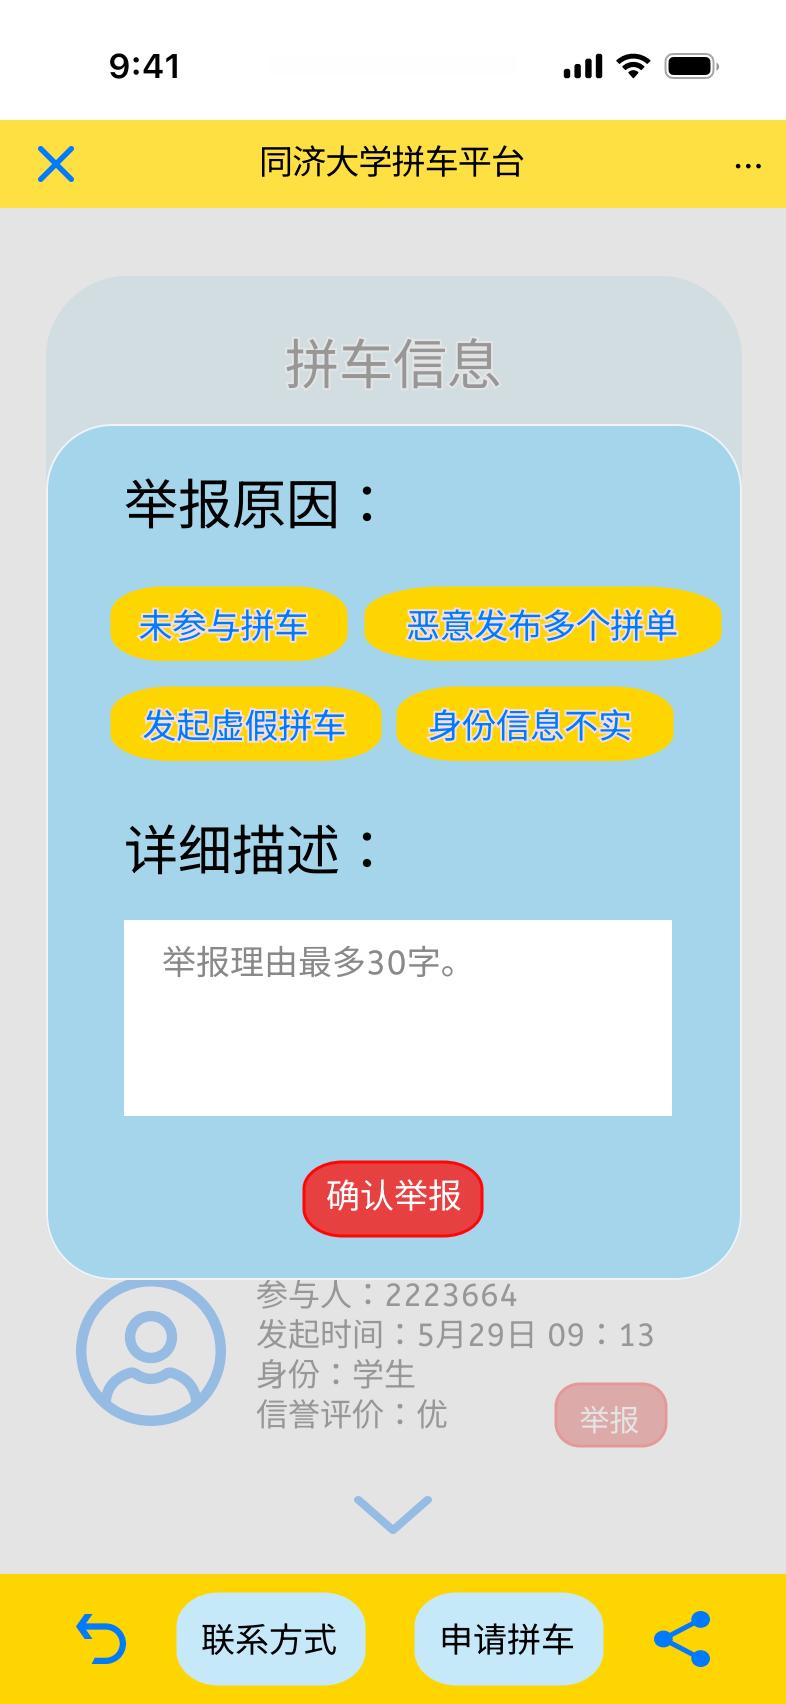 9:41
同济大学拼车平台
...
拼车信息
举报原因：
未参与拼车 恶意发布多个拼单
发起虚假拼车 身份信息不实
详细描述：
举报理由最多30字。
确认举报
参与人：2223664
发起时间：5月29日 09：13
身份：学生
信誉评价：优
举报
联系方式 申请拼车